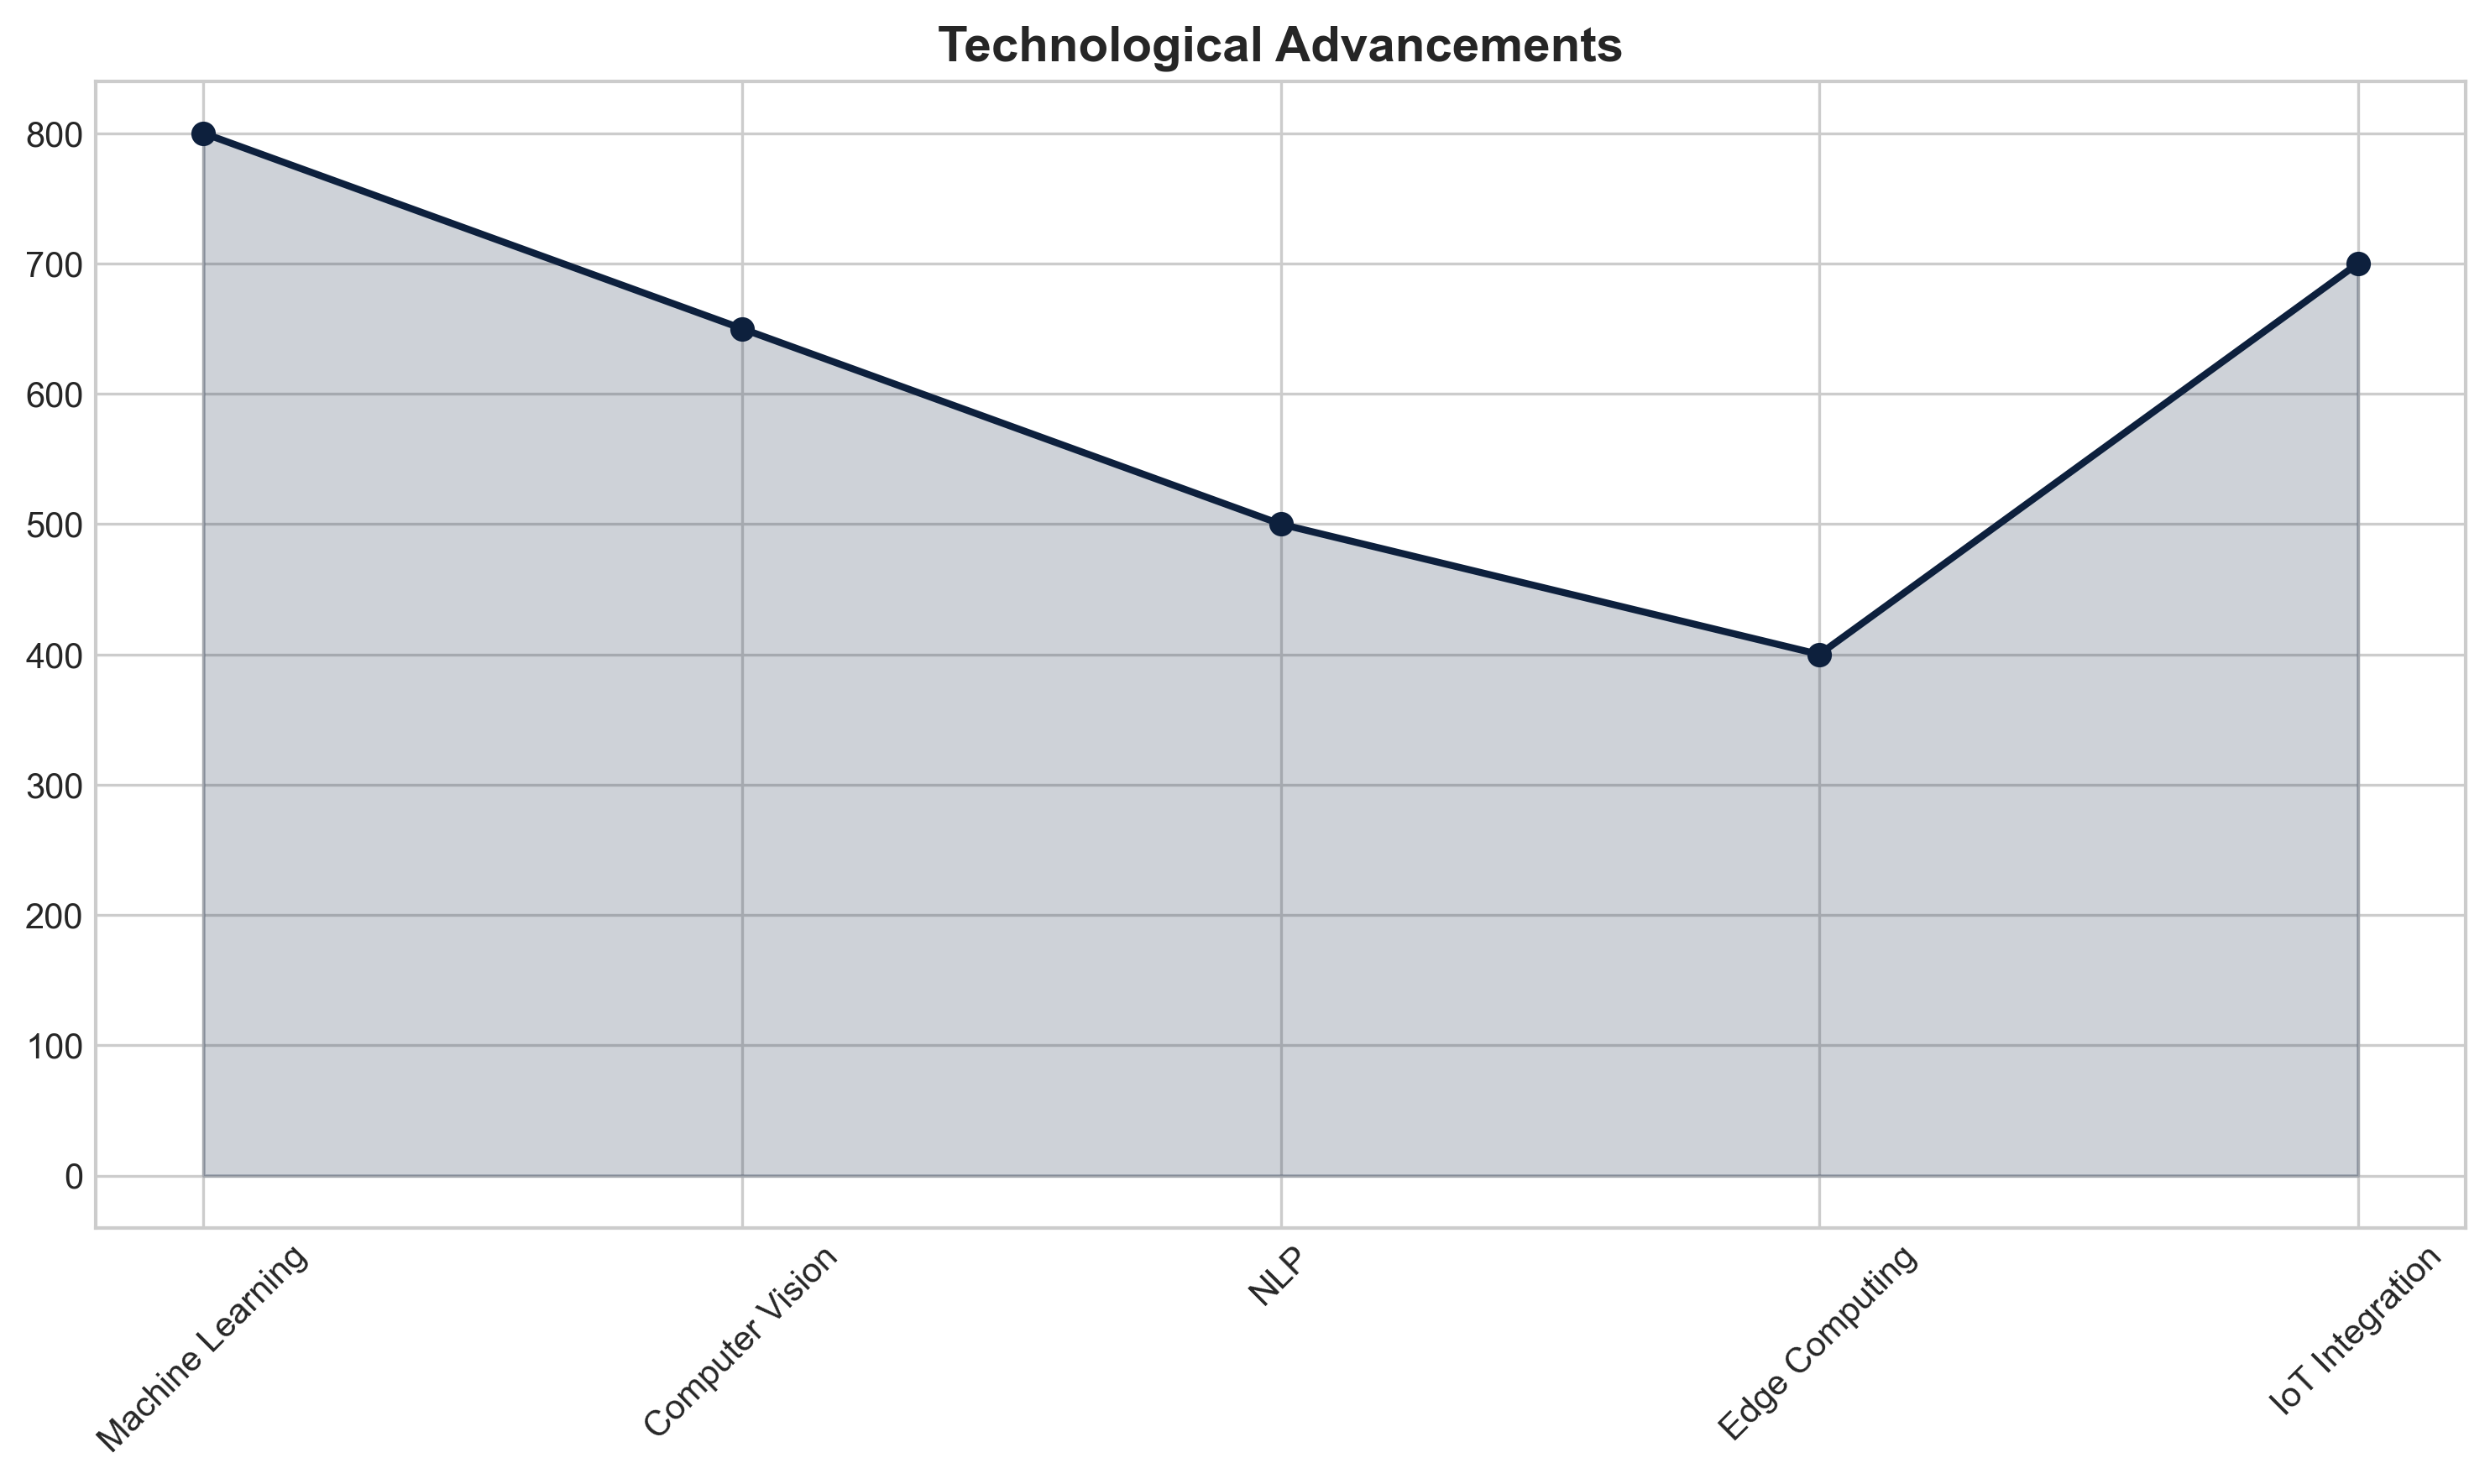 Technological Advancements
800
700
600
500
400
300
200
100
0
Machine Learning
Computer Vision
NLP
Edge Computing
IoT Integration